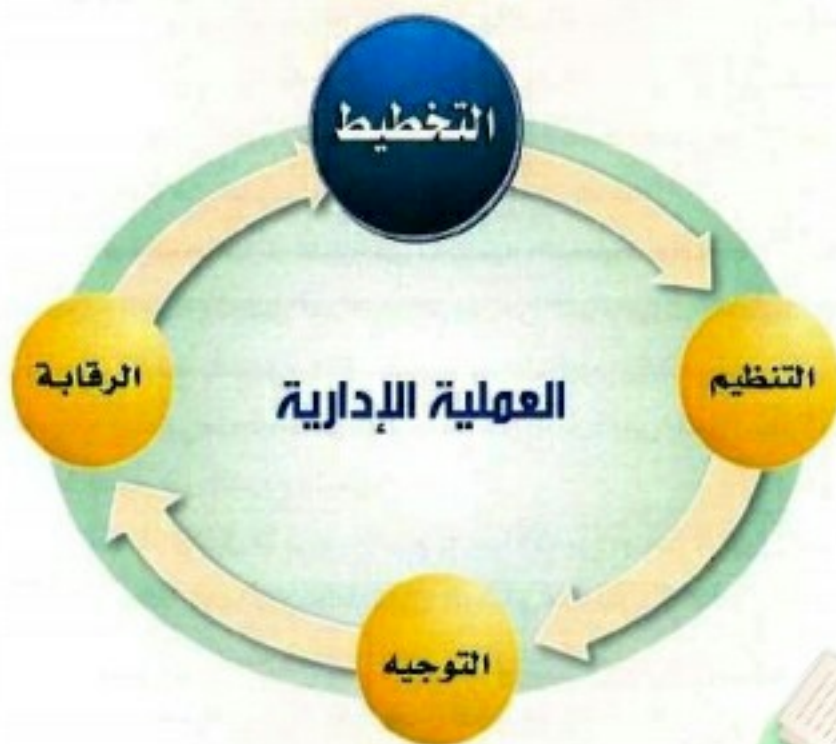 التخطيط
التنظيم
العملية الإدارية
الرقابة
التوجيه